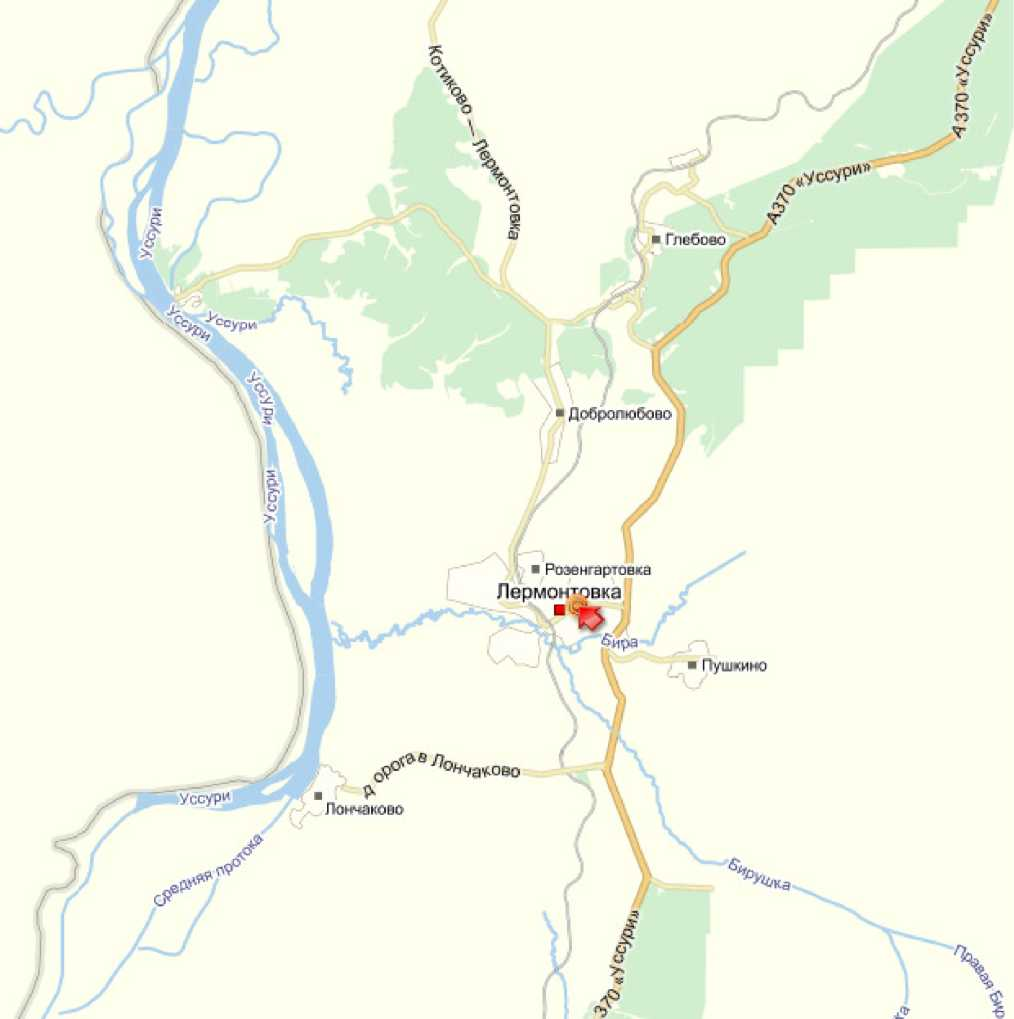 А370 «Уссури»
Котиково — Лермонтовка
А370 «Уссури»
Уссури
Глебово
Уссури
Уссури
Уссури
Добролюбово
Уссури
Розенгартовка
Лермонтовка
Бира
Пушкино
дорога в Лончаково
Уссури
Лончаково
Средняя протока
Бирушка
370 «Уссури»
Правая Бир